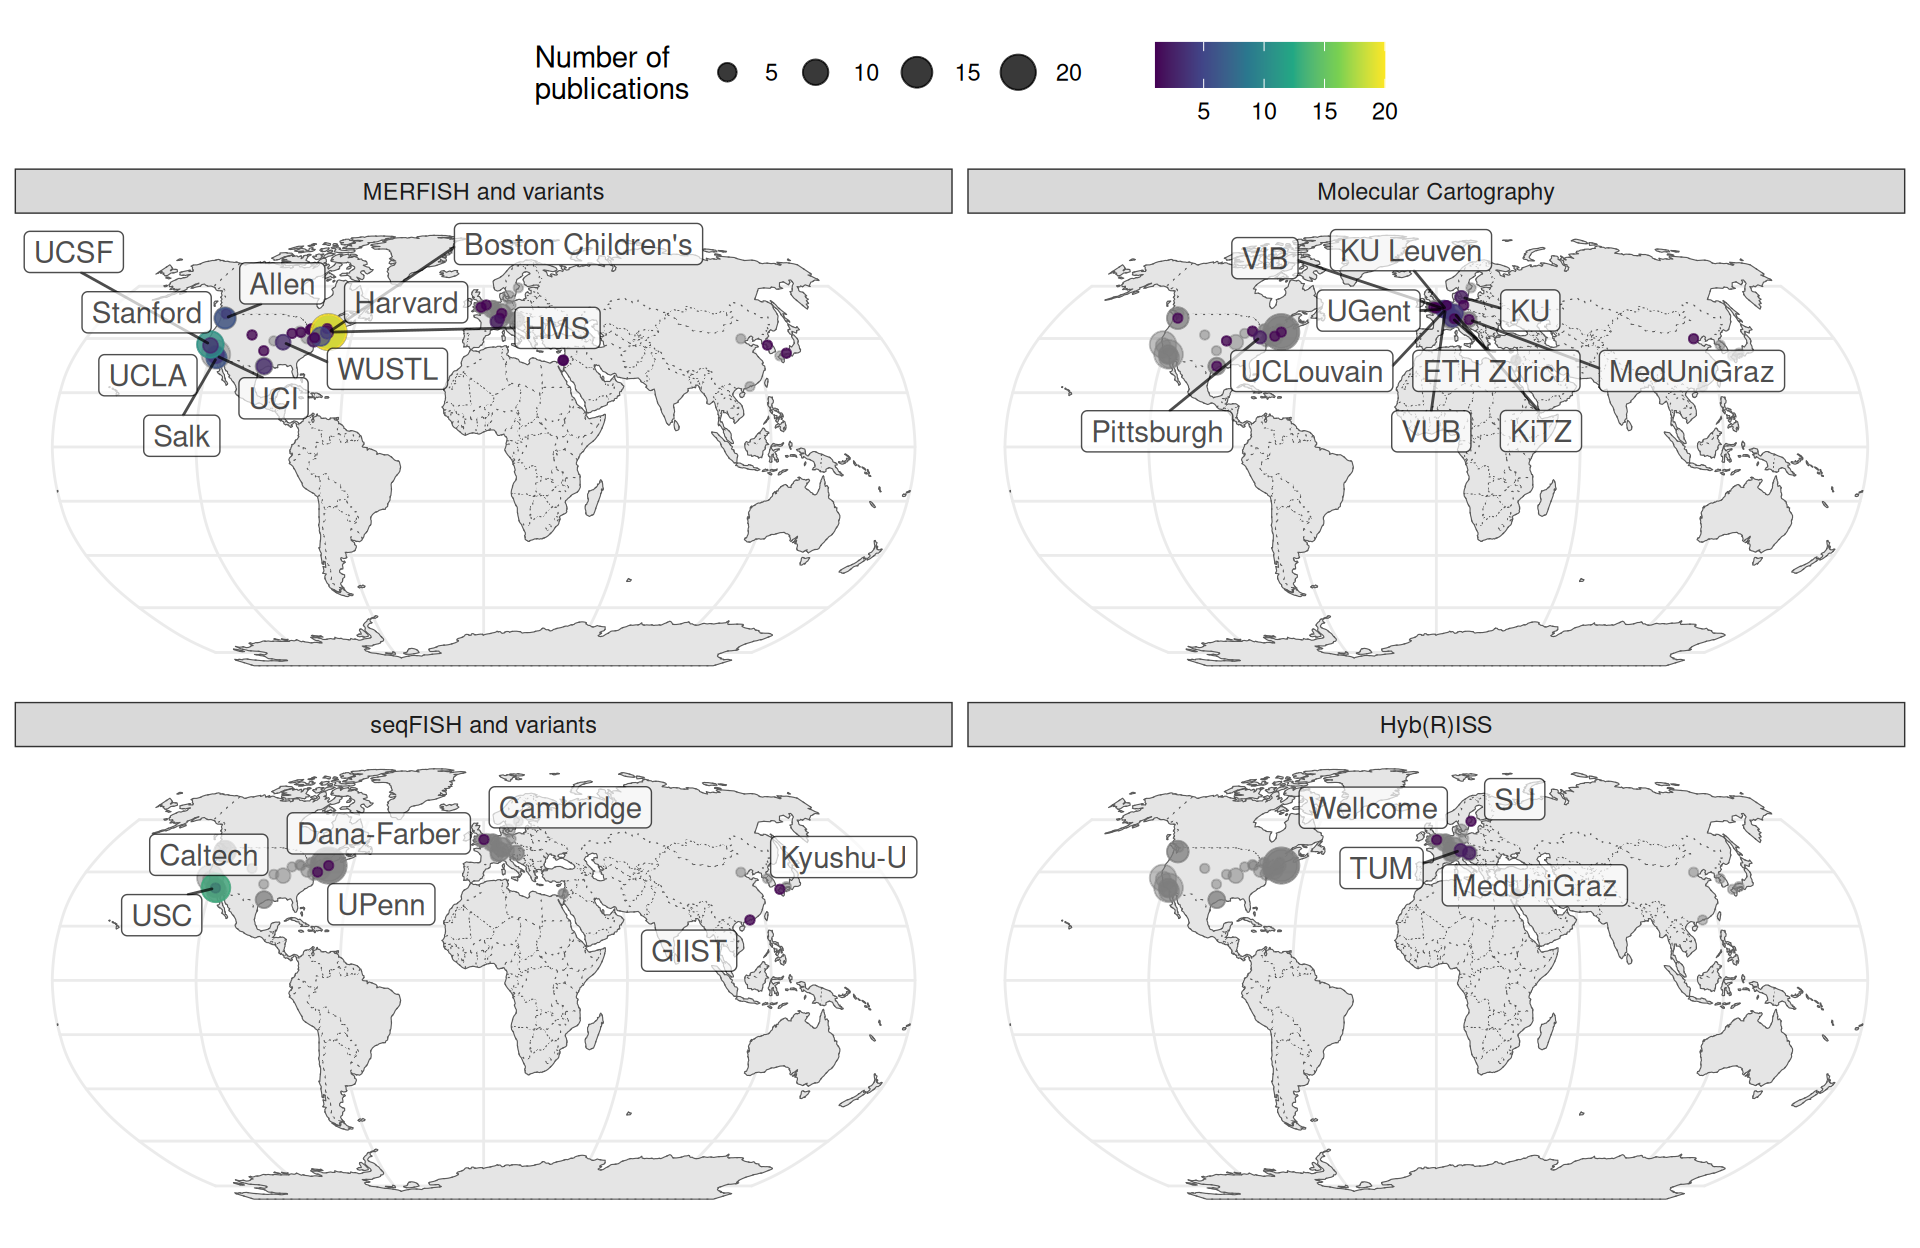 Number of
publications
5
10
15
20
5
10
15
20
MERFISH and variants
Molecular Cartography
UCSF
Boston Children's
Allen
Harvard
Stanford
HMS
UCLA
WUSTL
UCI
Salk
VIB
KU Leuven
UGent
KU
UCLouvain
ETH Zurich
MedUniGraz
Pittsburgh
VUB
KiTZ
seqFISH and variants
Hyb(R)ISS
Cambridge
Dana-Farber
Caltech
Kyushu-U
USC
UPenn
GIIST
Wellcome
SU
TUM
MedUniGraz